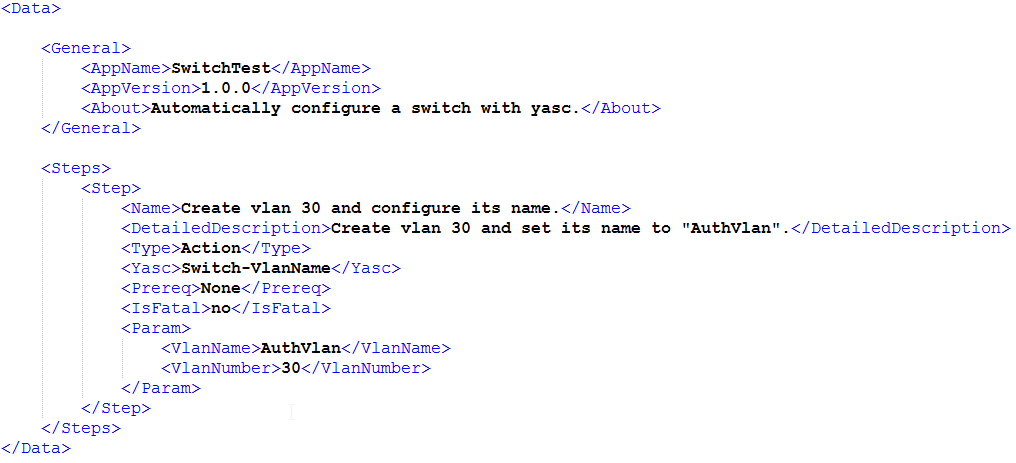 <Data>
<General>
<AppName>SwitchTest</AppName>
<AppVersion>1.0.0</AppVersion>
<About>Automatically configure a switch with yasc.</About>
</General>
<Steps>
<Step>
<Name>Create vlan 30 and configure its name.</Name>
<DetailedDescription>Create vlan 30 and set its name to "AuthVlan".</DetailedDescription>
<Type>Action</Type>
<Yasc>Switch-VlanName</Yasc>
<Prereq>None</Prereq>
<IsFatal>no</IsFatal>
<Param>
<VlanName>AuthVlan</VlanName>
<VlanNumber>30</VlanNumber>
</Param>
</Step>
</Steps>
</Data>